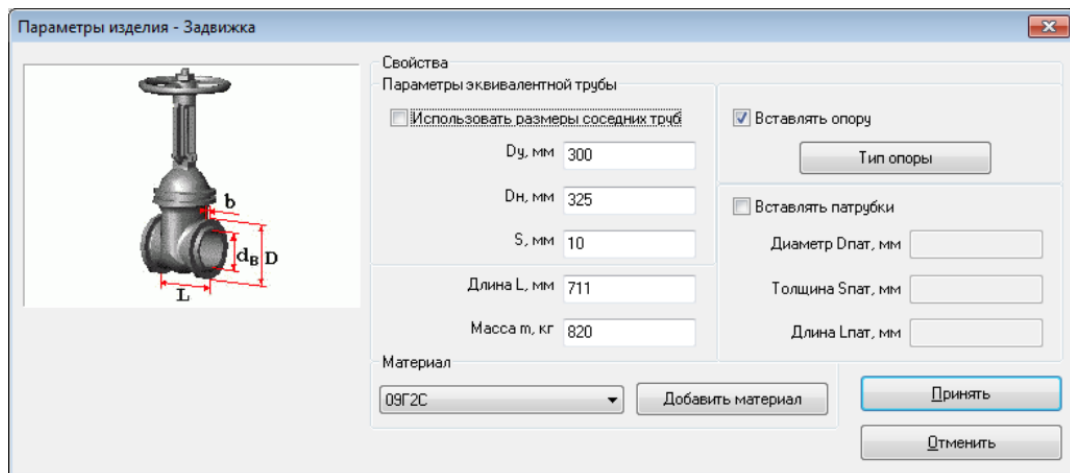 Параметры изделия - Задвижка
Свойства
Параметры эквивалентной трубы
Использовать размеры соседних труб
Dу, мм 300
Dн, мм 325
S, мм 10
Длина L, мм 711
Масса m, кг 820
Вставлять опору
Тип опоры
Вставлять патрубки
Диаметр Dпат, мм
Толщина Sпат, мм
Длина Lпат, мм
b
dв D
L
Материал
09Г2С
Добавить материал
Принять
Отменить